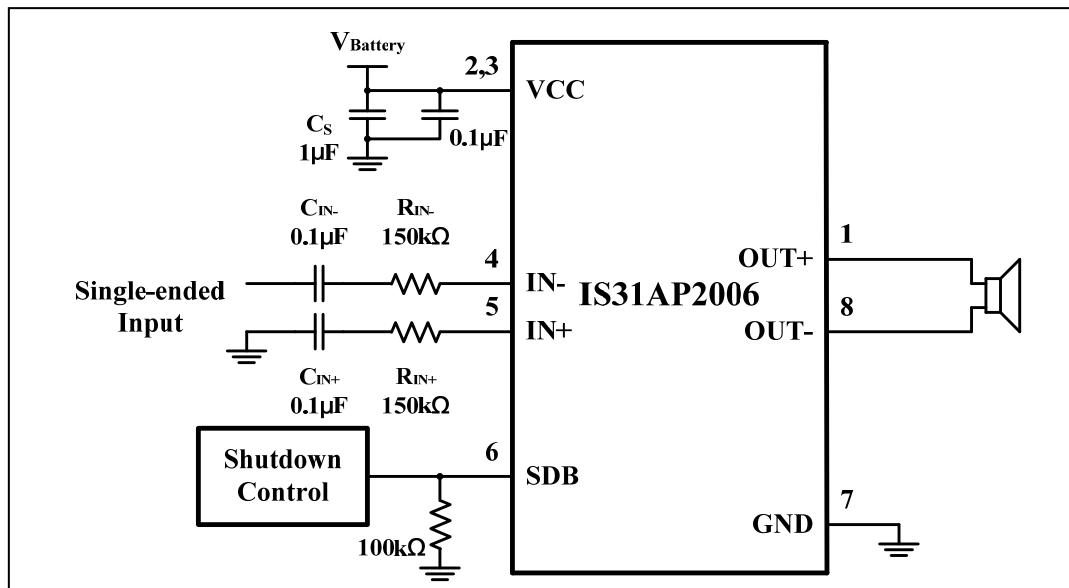 VBattery
2,3
VCC
CS
1µF
0.1µF
CIN-
0.1µF
RIN-
150kΩ
4
IN-
Single-ended
Input
5
IN+
CIN+
0.1µF
RIN+
150kΩ
IS31AP2006
OUT+
1
OUT-
8
Shutdown
Control
6
SDB
100kΩ
7
GND